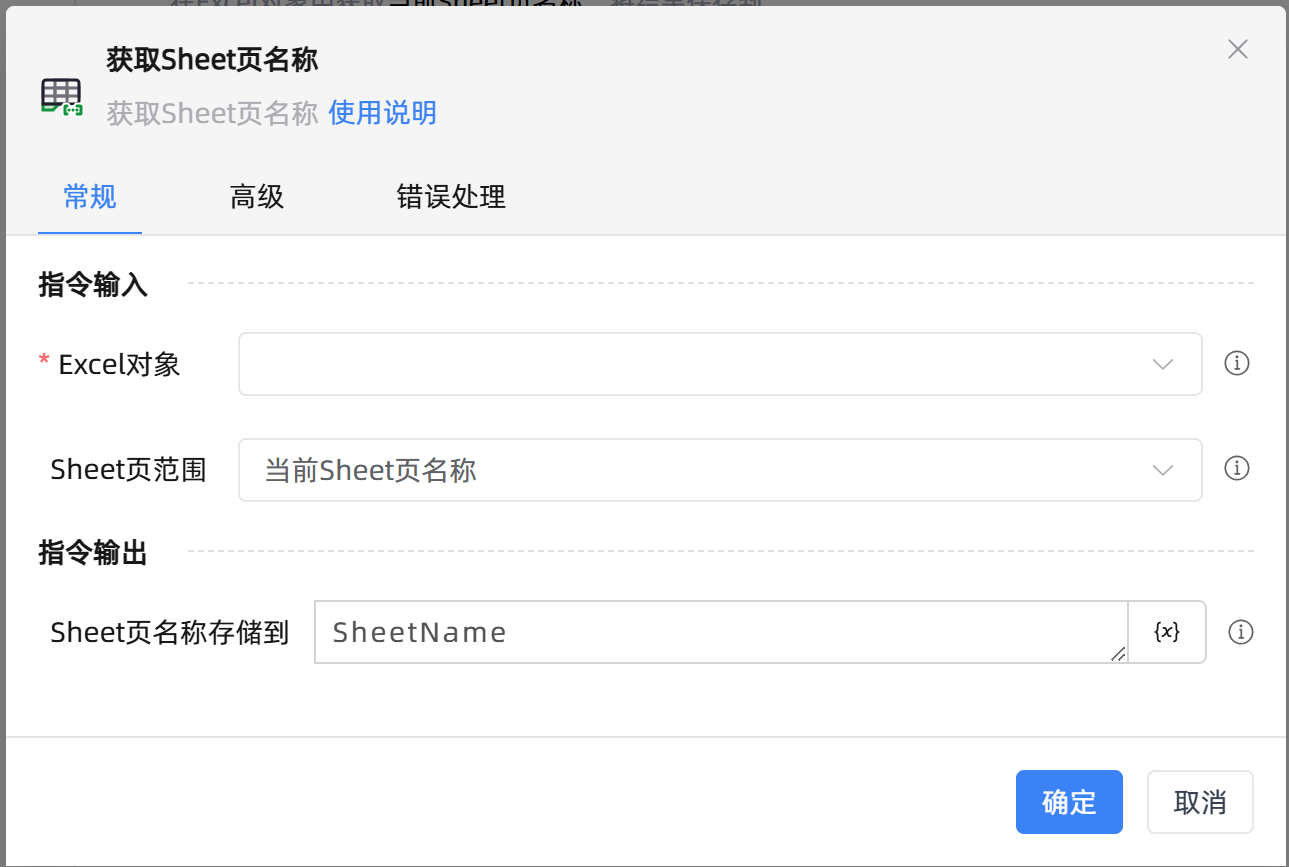 获取Sheet页名称
获取Sheet页名称 使用说明
常规 高级 错误处理
指令输入
* Excel对象
Sheet页范围 当前Sheet页名称
指令输出
Sheet页名称存储到 SheetName {x}
确定 取消